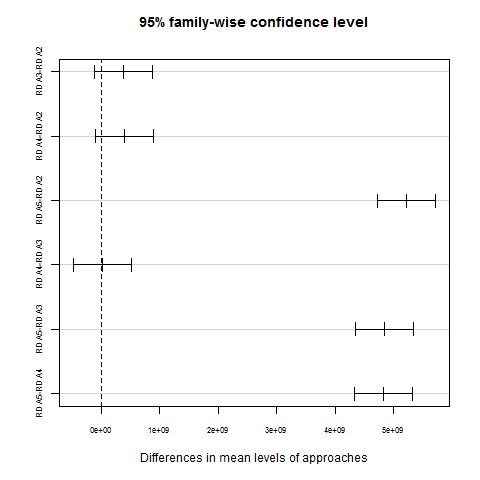 95% family-wise confidence level
RD A3-RD A2
RD A4-RD A2
RD A5-RD A2
RD A4-RD A3
RD A5-RD A3
RD A5-RD A4
0e+00 1e+09 2e+09 3e+09 4e+09 5e+09
Differences in mean levels of approaches